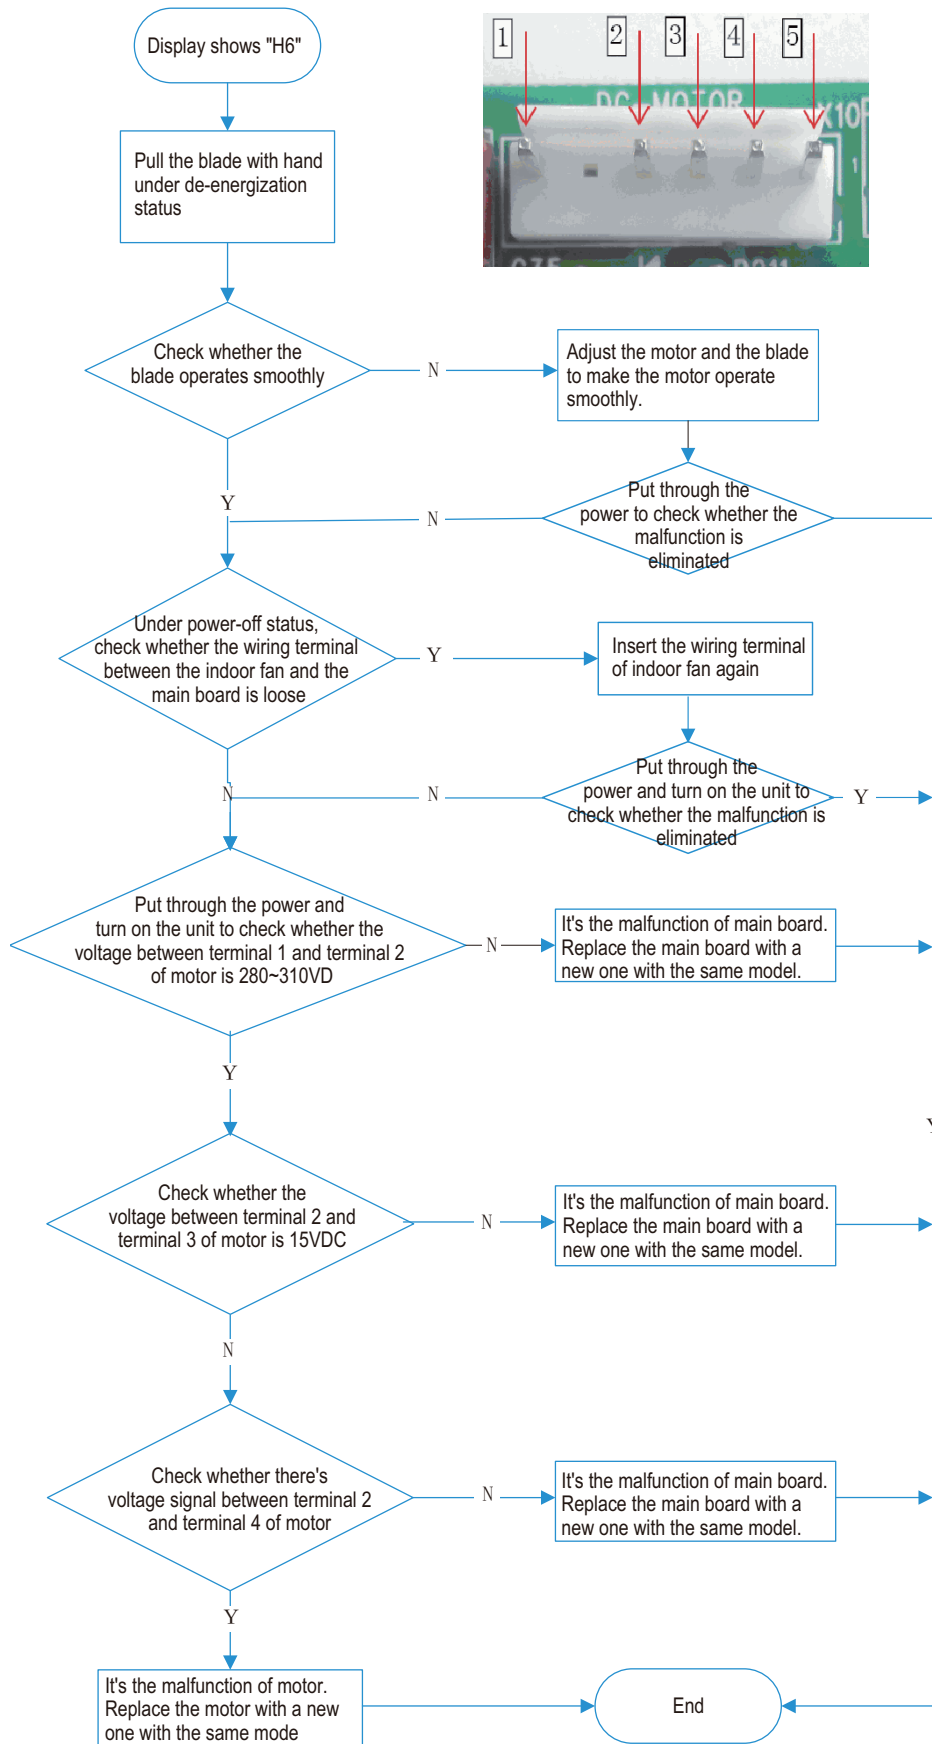 Display shows "H6"
1 2 3 4 5
DC MOTOR
X10
1
Pull the blade with hand
under de-energization
status
Check whether the
blade operates smoothly
N
Adjust the motor and the blade
to make the motor operate
smoothly.
Y
N
Put through the
power to check whether the
malfunction is
eliminated
Under power-off status,
check whether the wiring terminal
between the indoor fan and the
main board is loose
Y
Insert the wiring terminal
of indoor fan again
N
N
Put through the
power and turn on the unit to
check whether the malfunction is
eliminated
Y
Put through the power and
turn on the unit to check whether the
voltage between terminal 1 and terminal 2
of motor is 280~310VD
N
It's the malfunction of main board.
Replace the main board with a
new one with the same model.
Y
Y
Check whether the
voltage between terminal 2 and
terminal 3 of motor is 15VDC
N
It's the malfunction of main board.
Replace the main board with a
new one with the same model.
N
Check whether there's
voltage signal between terminal 2
and terminal 4 of motor
N
It's the malfunction of main board.
Replace the main board with a
new one with the same model.
Y
It's the malfunction of motor.
Replace the motor with a new
one with the same mode
End